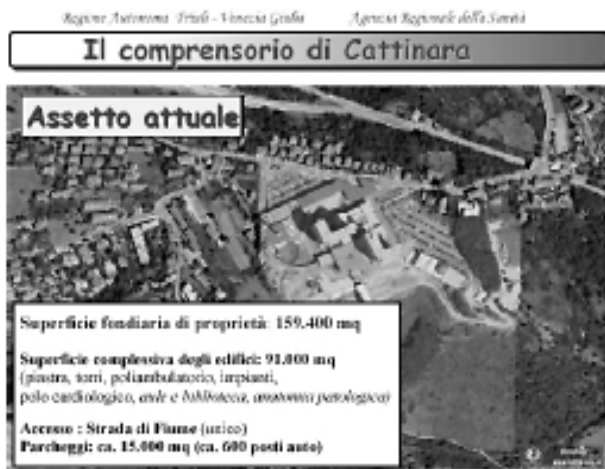 Regione Autonoma Friuli - Venezia Giulia Agenzia Regionale della Sanità
Il comprensorio di Cattinara
Assetto attuale
Superficie fondiaria di proprietà: 159.400 mq
Superficie complessiva degli edifici: 91.000 mq
(piastra, torri, poliambulatorio, impianti,
polo cardiologico, aule e biblioteca, anatomia patologica)
Accesso : Strada di Fiume (unico)
Parcheggi: ca. 15.000 mq (ca. 600 posti auto)